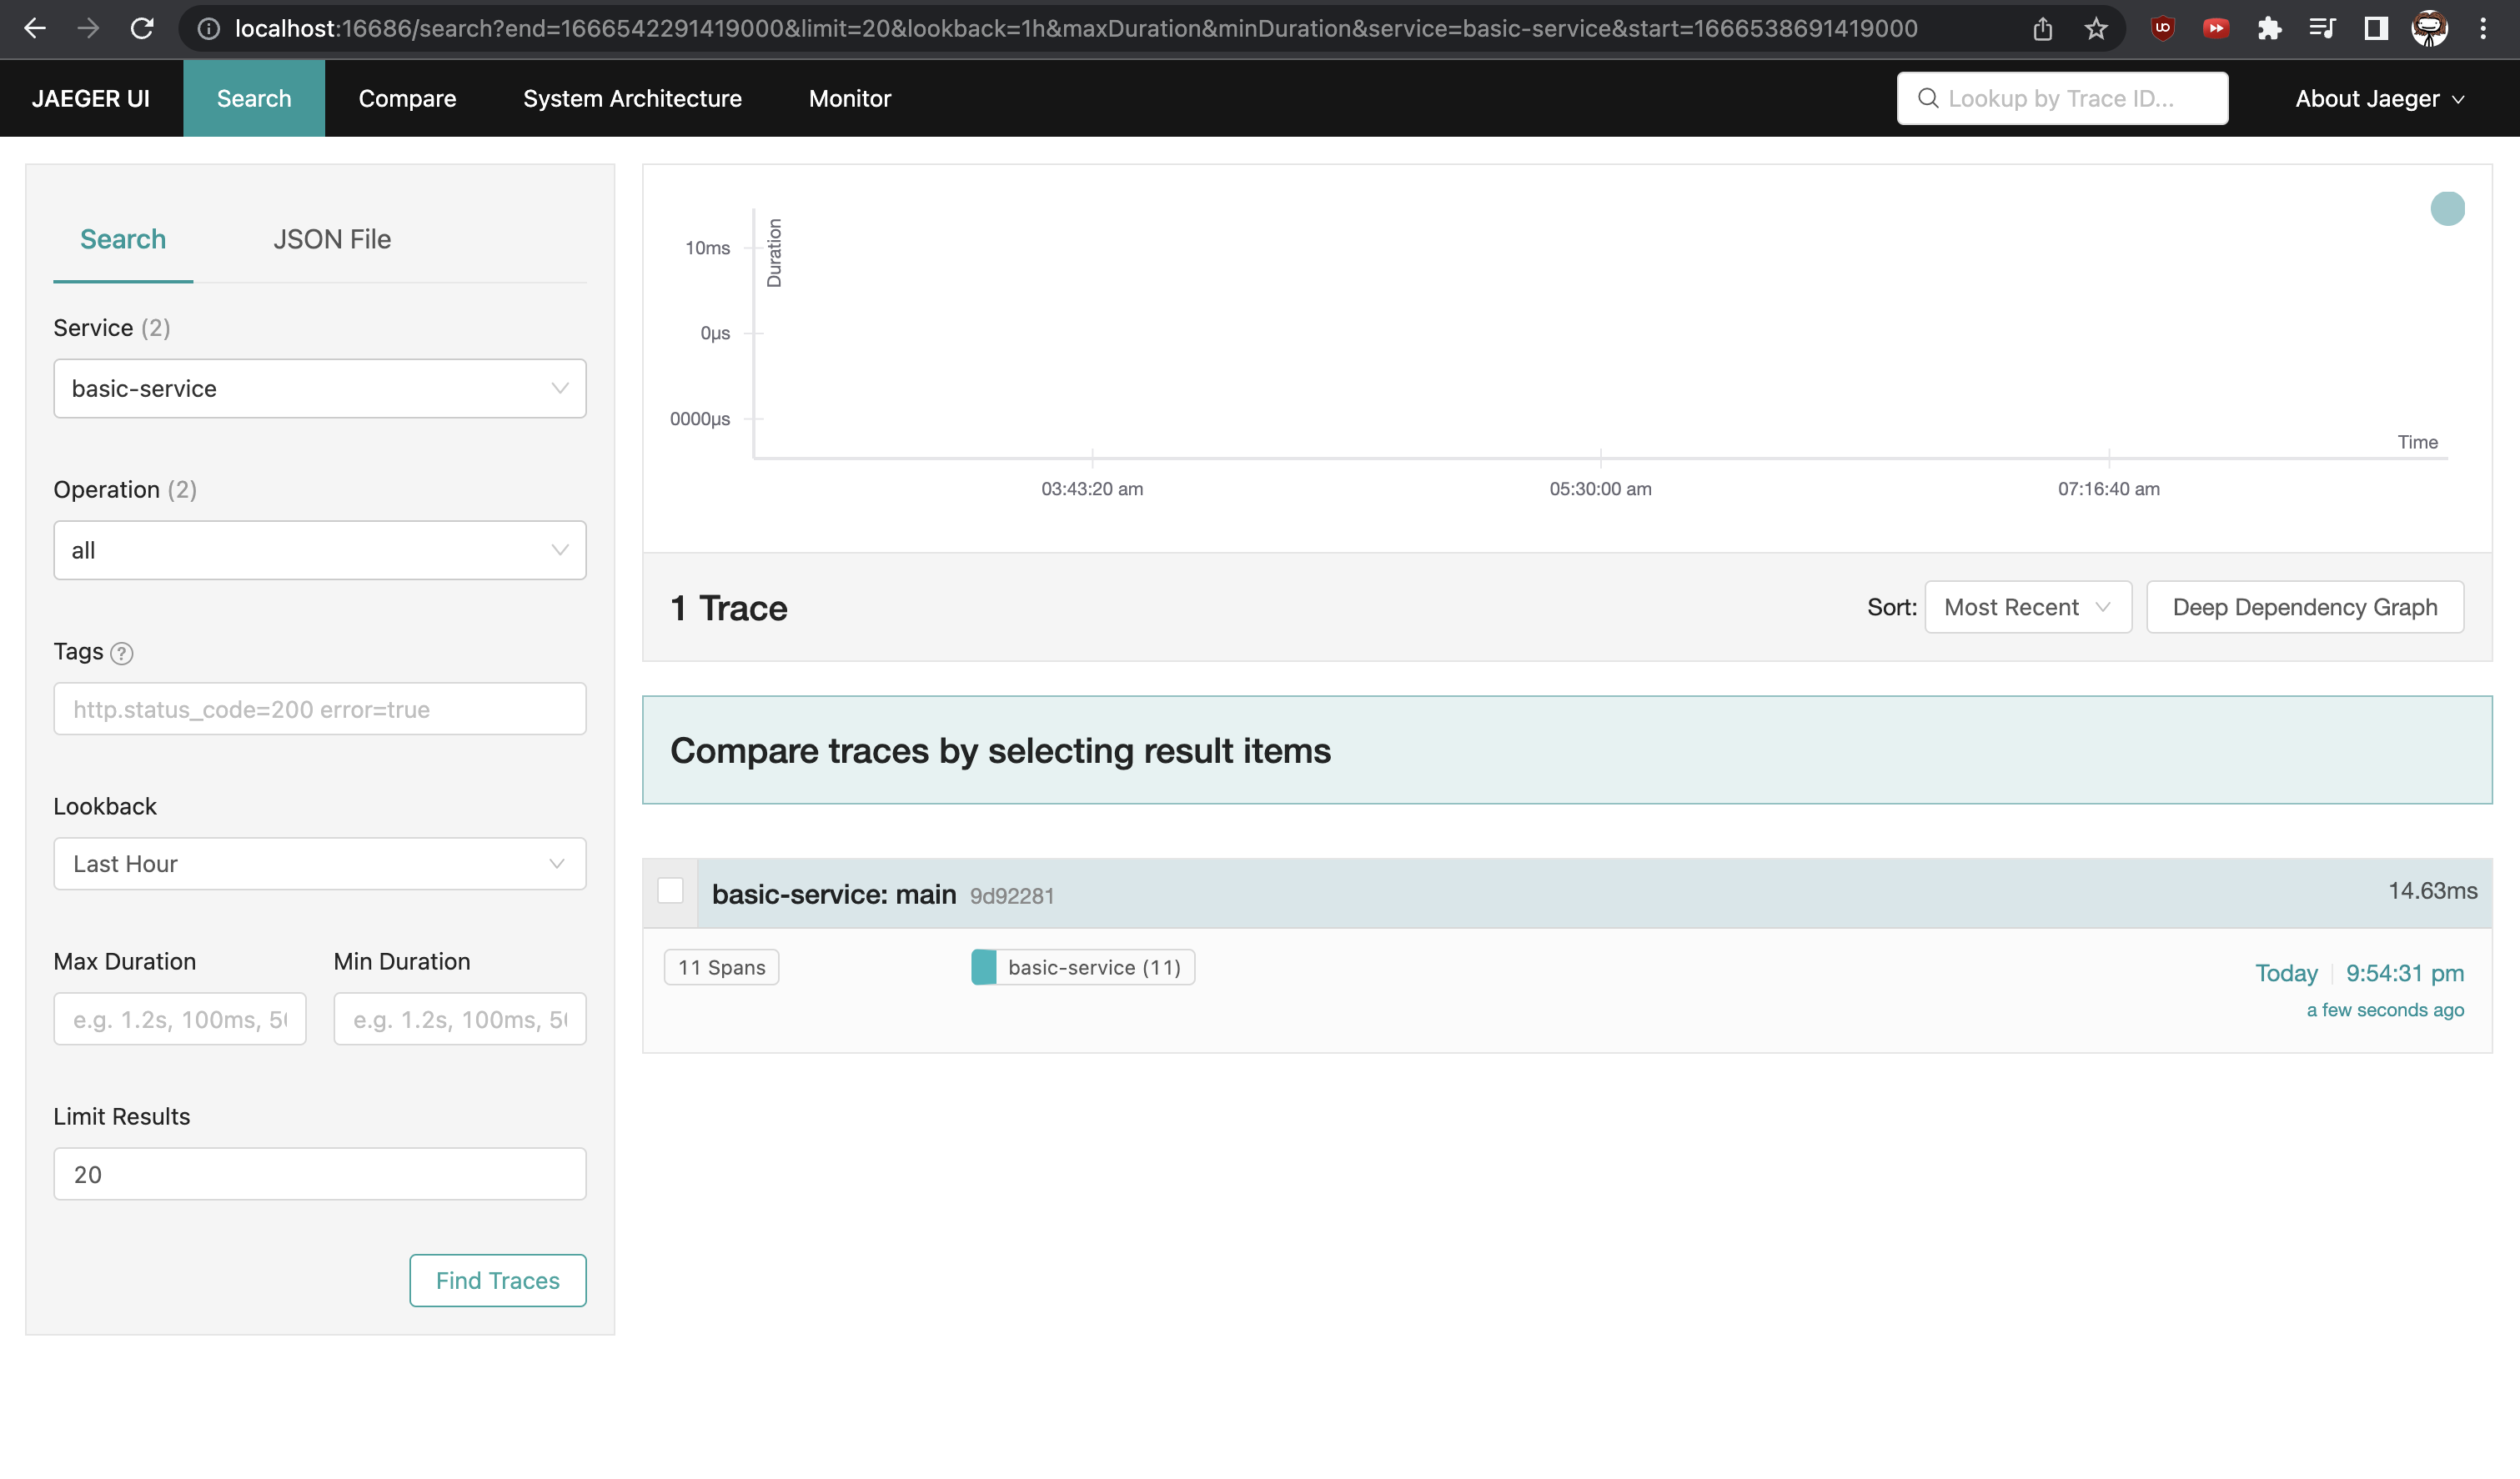 localhost:16686/search?end=1666542291419000&limit=20&lookback=1h&maxDuration&minDuration&service=basic-service&start=1666538691419000
JAEGER UI Search Compare System Architecture Monitor Lookup by Trace ID... About Jaeger
Search JSON File
Service (2)
basic-service
Operation (2)
all
Tags ?
http.status_code=200 error=true
Lookback
Last Hour
Max Duration Min Duration
e.g. 1.2s, 100ms, e.g. 1.2s, 100ms,
Limit Results
20
Find Traces
Duration
10ms
0μs
0000μs
Time
03:43:20 am 05:30:00 am 07:16:40 am
1 Trace Sort: Most Recent Deep Dependency Graph
Compare traces by selecting result items
basic-service: main 9d92281 14.63ms
11 Spans basic-service (11) Today 9:54:31 pm
a few seconds ago